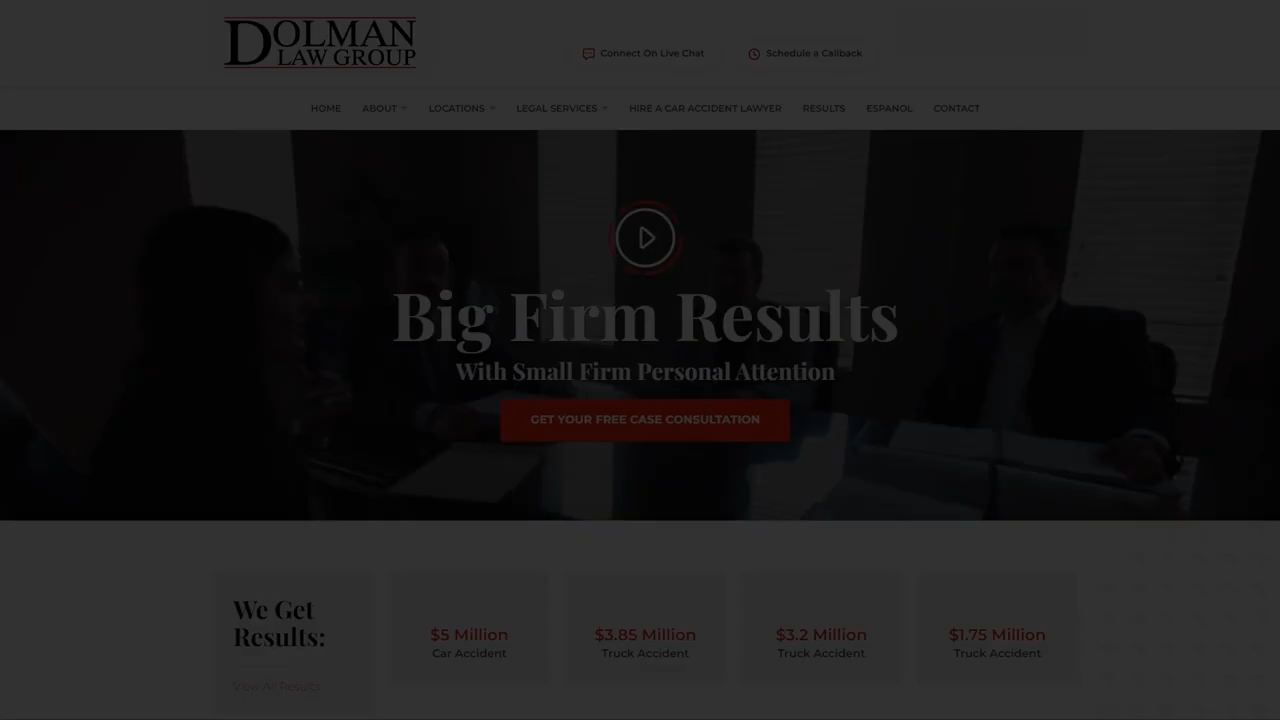 DOLMAN
LAW GROUP
Connect On Live Chat
Schedule a Callback
HOME
ABOUT
LOCATIONS
LEGAL SERVICES
HIRE A CAR ACCIDENT LAWYER
RESULTS
ESPANOL
CONTACT
Big Firm Results
With Small Firm Personal Attention
GET YOUR FREE CASE CONSULTATION
We Get
Results:
View All Results
$5 Million
Car Accident
$3.85 Million
Truck Accident
$3.2 Million
Truck Accident
$1.75 Million
Truck Accident